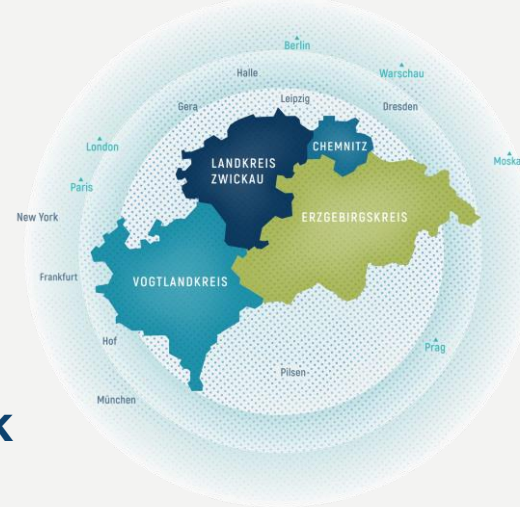 Berlin
Halle
Warschau
Gera
Leipzig
Dresden
London
CHEMNITZ
LANDKREIS
ZWICKAU
Paris
New York
ERZGEBIRGSKREIS
Frankfurt
VOGTLANDKREIS
Hof
Prag
Pilsen
München
k